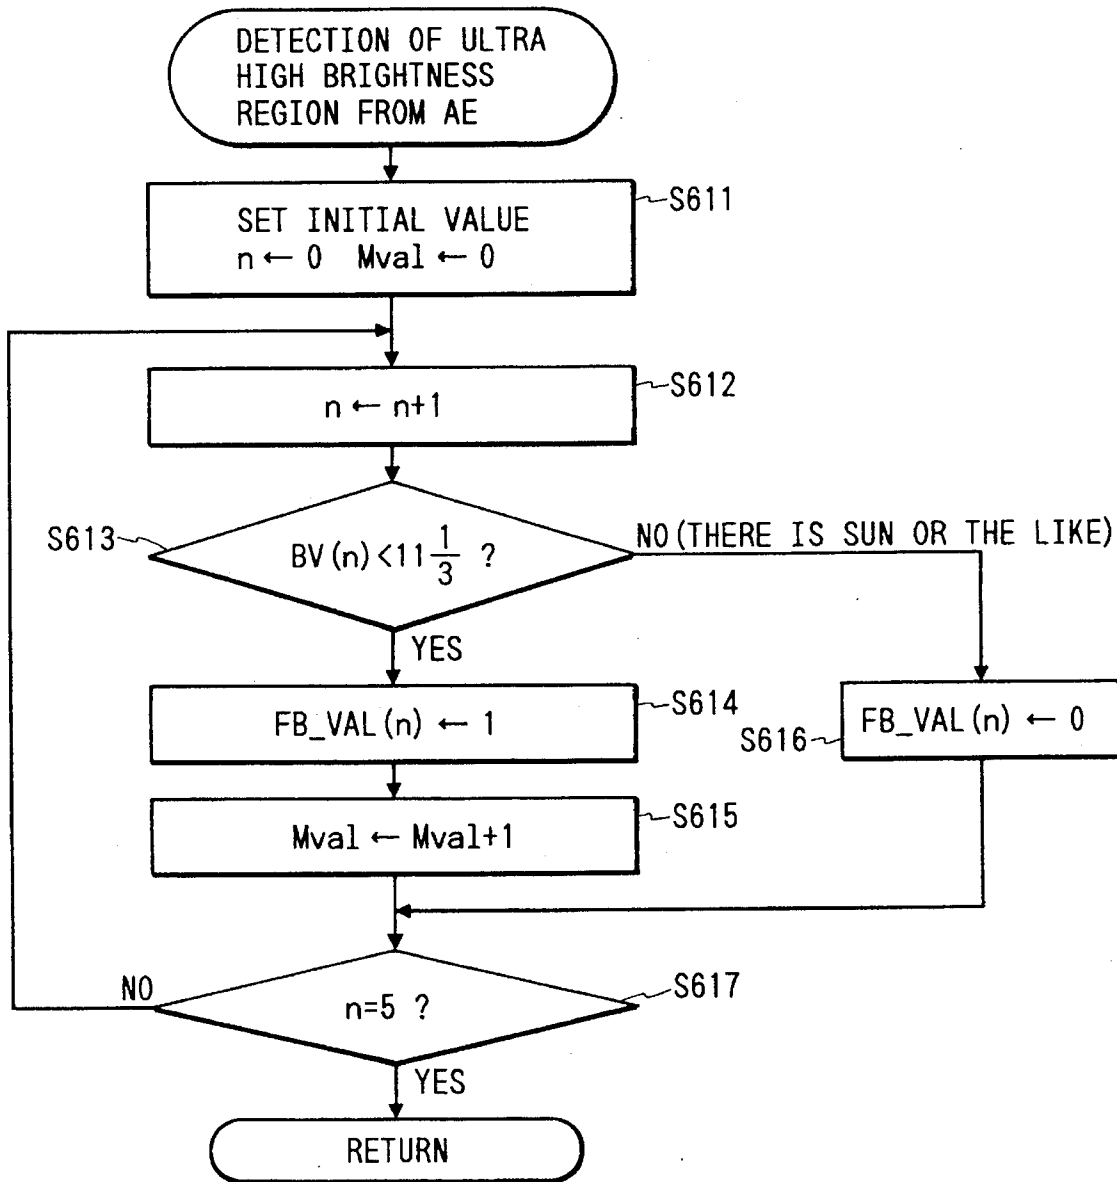 DETECTION OF ULTRA
HIGH BRIGHTNESS
REGION FROM AE
S611
SET INITIAL VALUE
n ← 0 Mval ← 0
S612
n ← n+1
S613
BV(n)<11 1/3 ?
NO(THERE IS SUN OR THE LIKE)
YES
S614
FB_VAL(n) ← 1
S616
FB_VAL(n) ← 0
S615
Mval ← Mval+1
S617
NO
n=5 ?
YES
RETURN